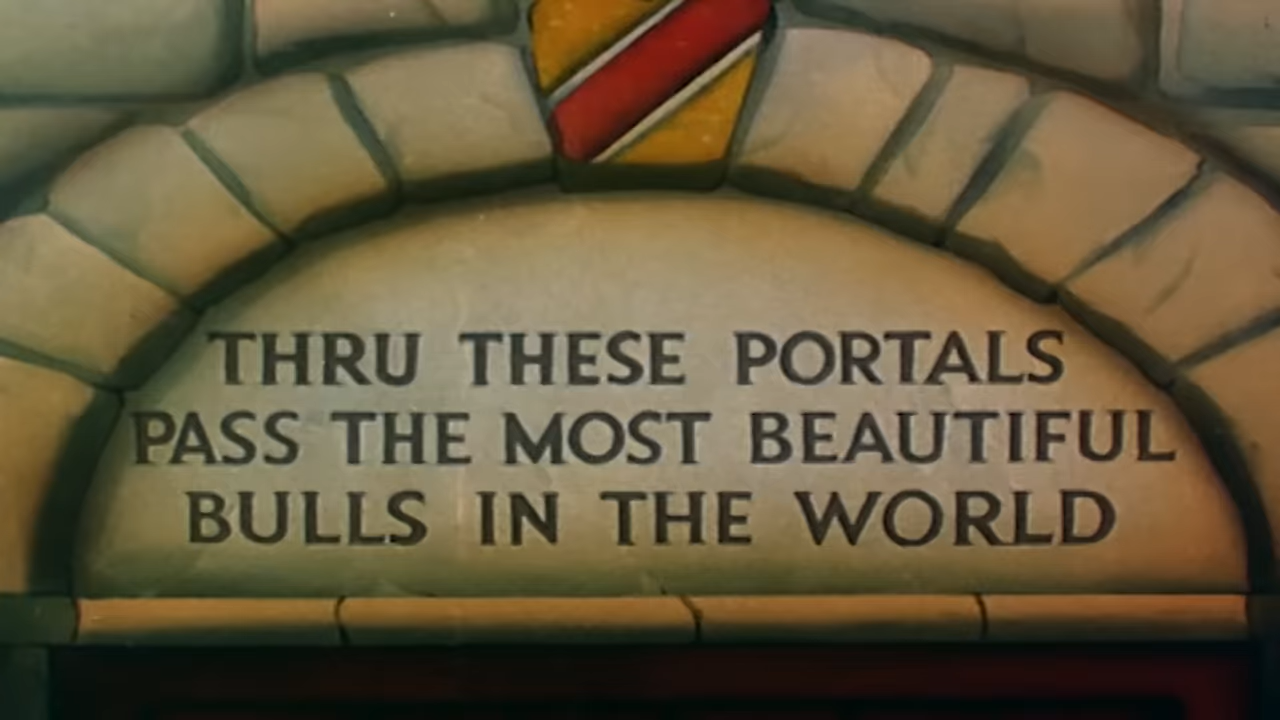 THRU THESE PORTALS
PASS THE MOST BEAUTIFUL
BULLS IN THE WORLD